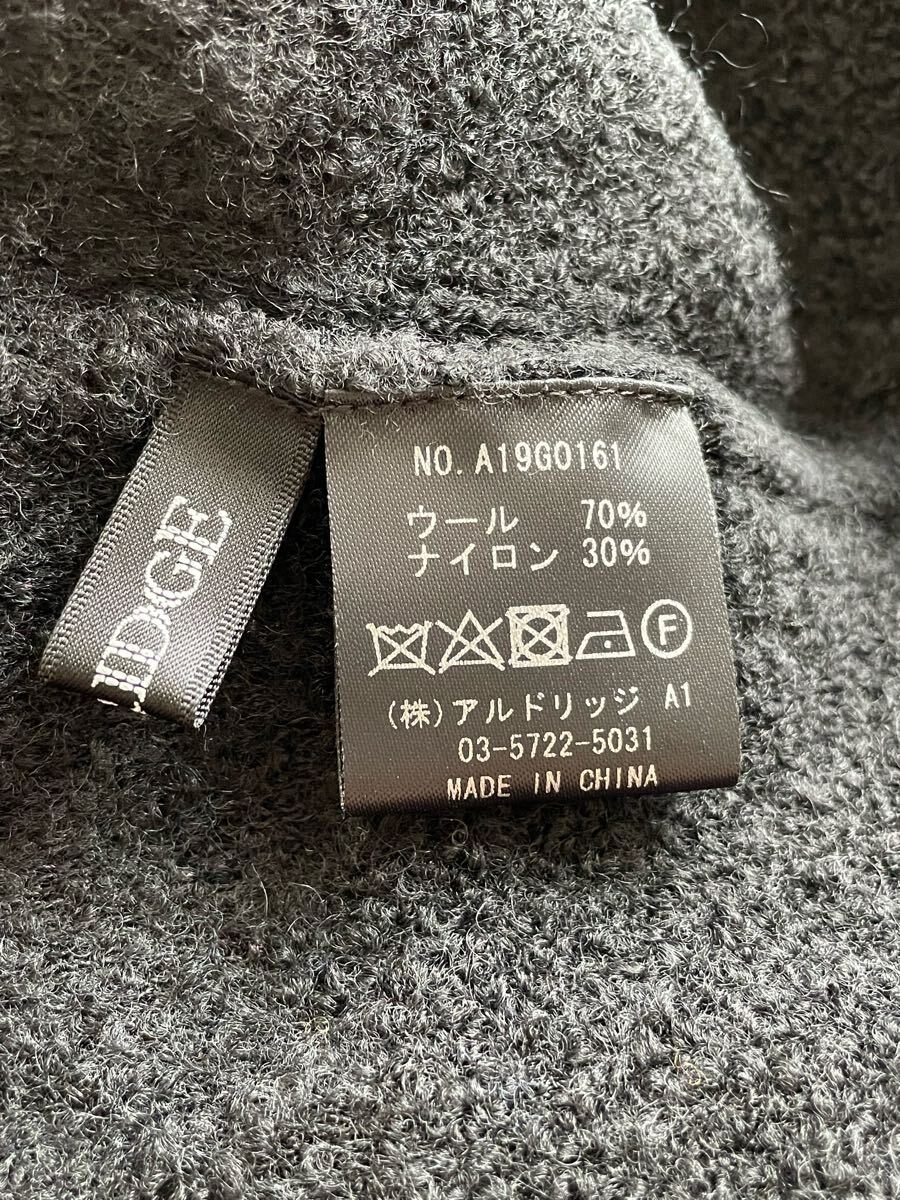 NO. A19G0161
ウール 70%
ナイロン 30%
F
(株)アルドリッジ A1
03-5722-5031
MADE IN CHINA